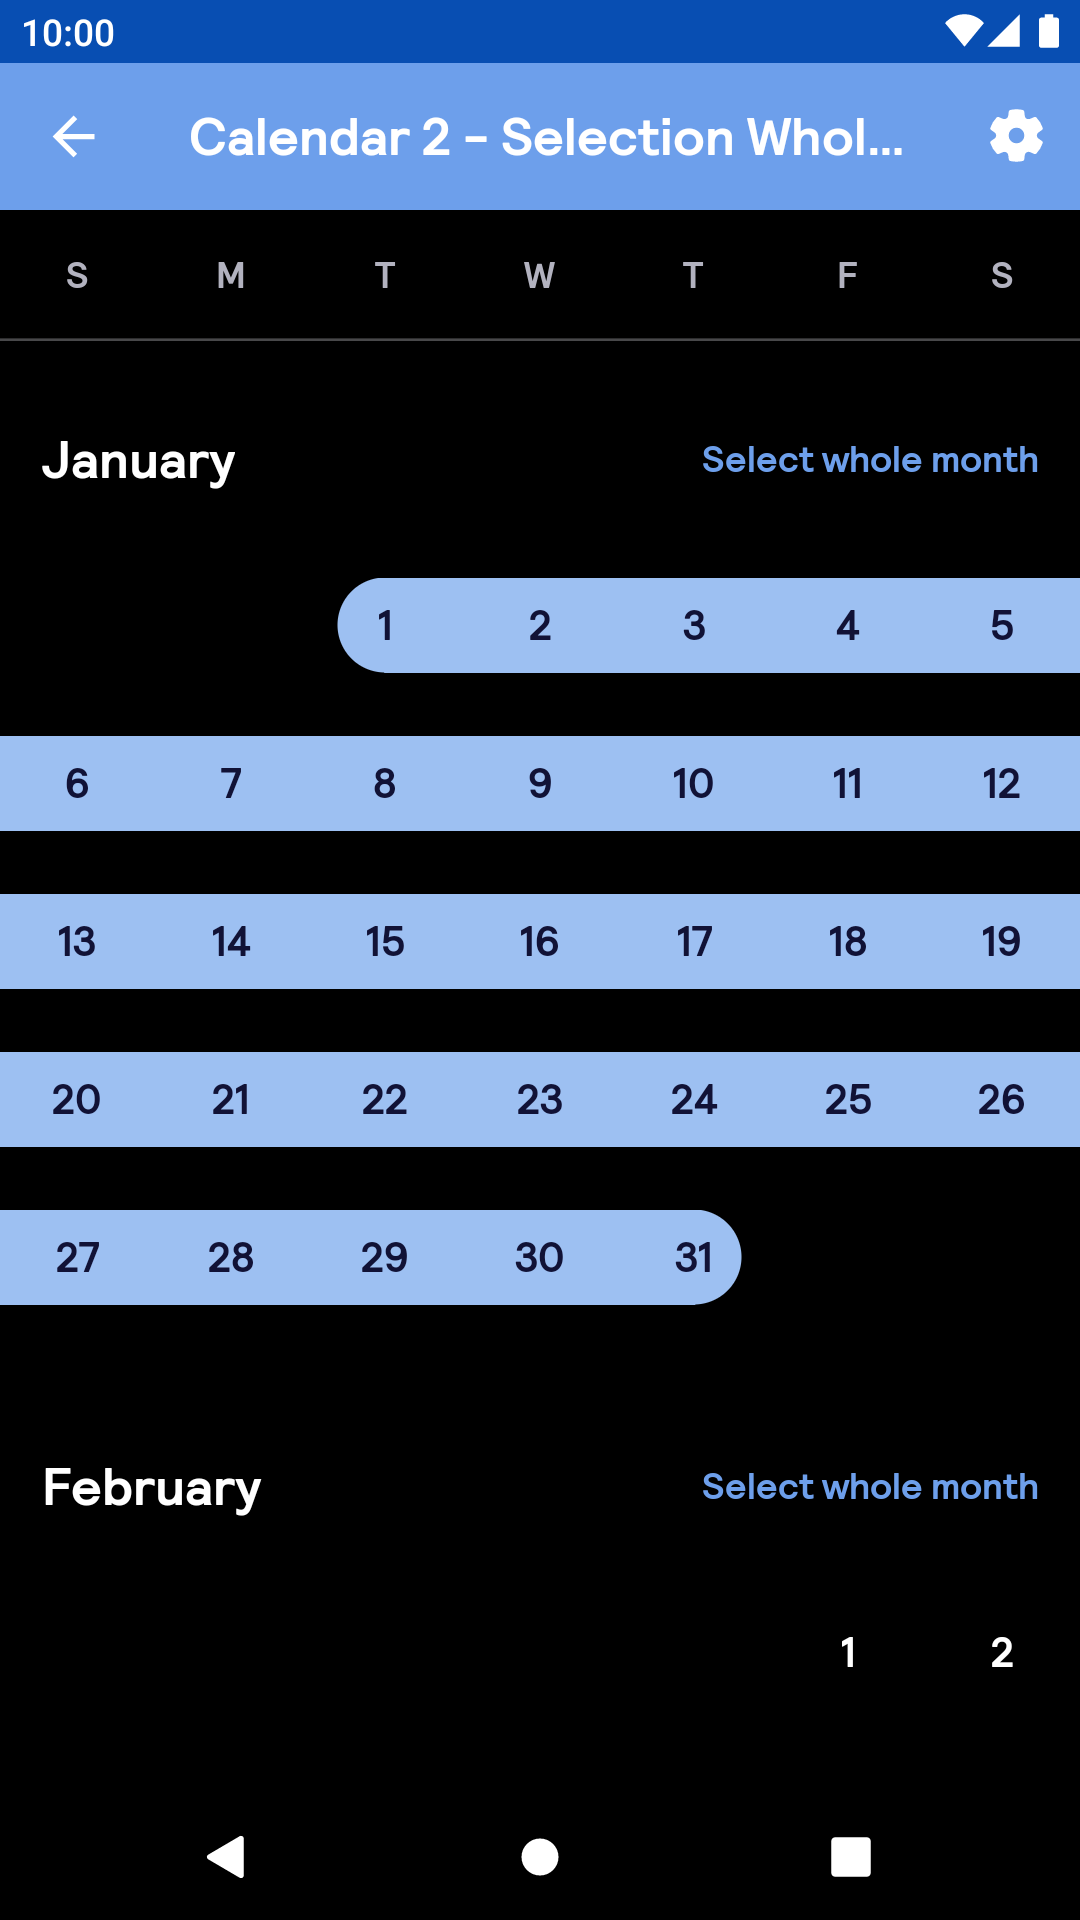 10:00
Calendar 2 - Selection Whol...
S M T W T F S
January Select whole month
1 2 3 4 5
6 7 8 9 10 11 12
13 14 15 16 17 18 19
20 21 22 23 24 25 26
27 28 29 30 31
February Select whole month
1 2